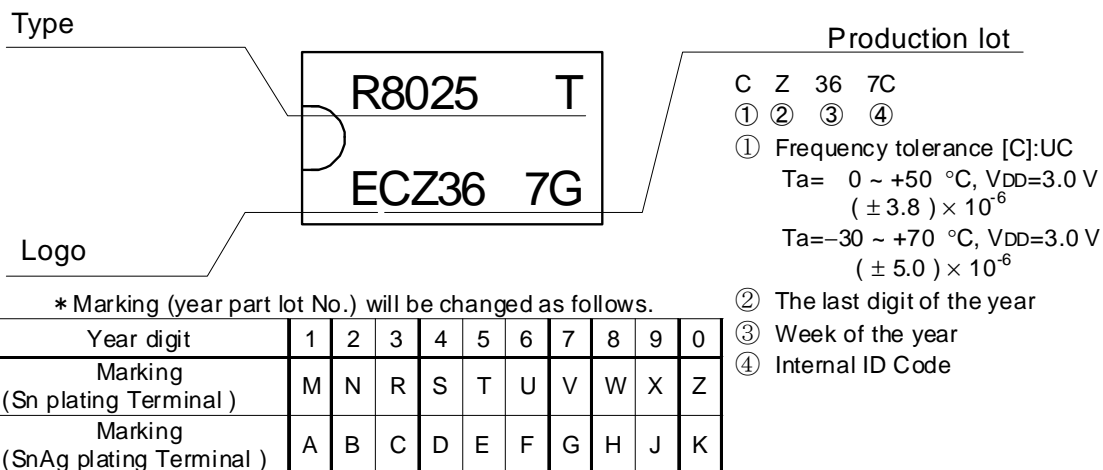 Type
R8025 T
ECZ36 7G
Logo
Production lot
C Z 36 7C
① ② ③ ④
① Frequency tolerance [C]:UC
Ta= 0 ~ +50 °C, VDD=3.0 V
( ± 3.8 ) × 10⁻⁶
Ta=−30 ~ +70 °C, VDD=3.0 V
( ± 5.0 ) × 10⁻⁶
② The last digit of the year
③ Week of the year
④ Internal ID Code
* Marking (year part lot No.) will be changed as follows.
Year digit 1 2 3 4 5 6 7 8 9 0
Marking
(Sn plating Terminal ) M N R S T U V W X Z
Marking
(SnAg plating Terminal ) A B C D E F G H J K